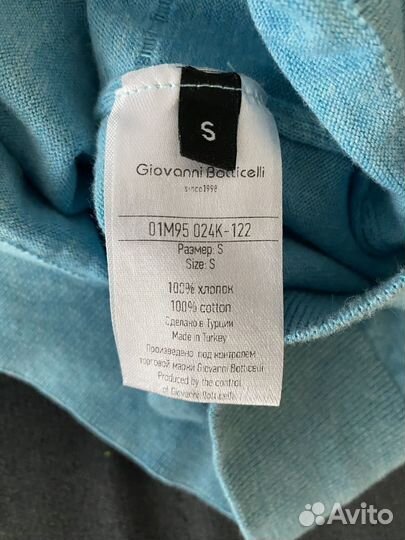 S
Giovanni Botticelli
since1998
01M95 024K-122
Размер: S
Size: S
100% хлопок
100% cotton
Сделано в Турции
Made in Turkey
Произведено под контролем
торговой марки Giovanni Botticelli
Produced by the control
of Giovanni Botticelli
Avito